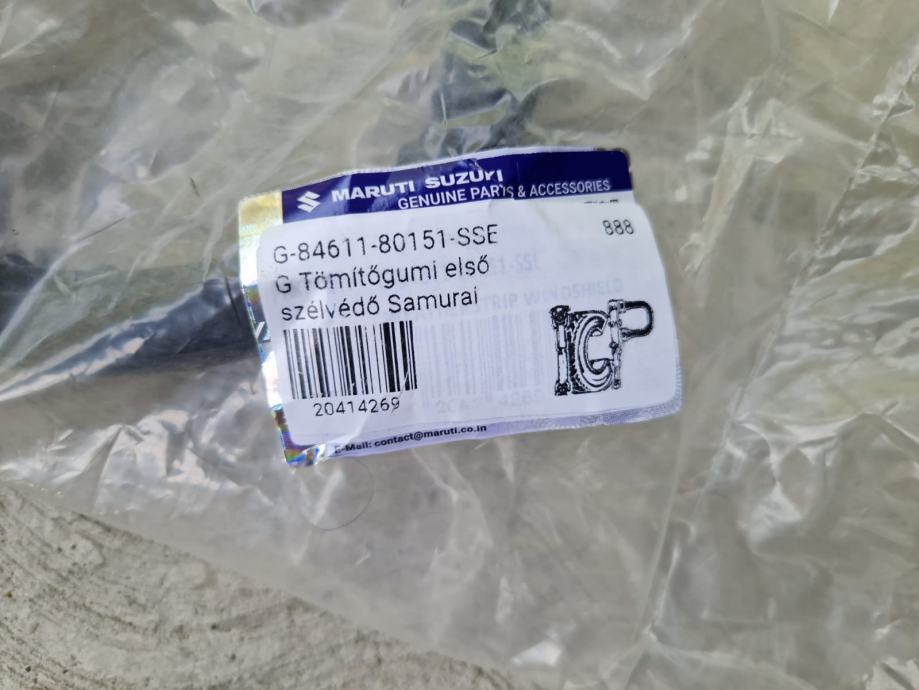 MARUTI SUZUKI
GENUINE PARTS & ACCESSORIES
G-84611-80151-SSE 888
G Tömítőgumi első
szélvédő Samurai
20414269
E-Mail: contact@maruti.co.in